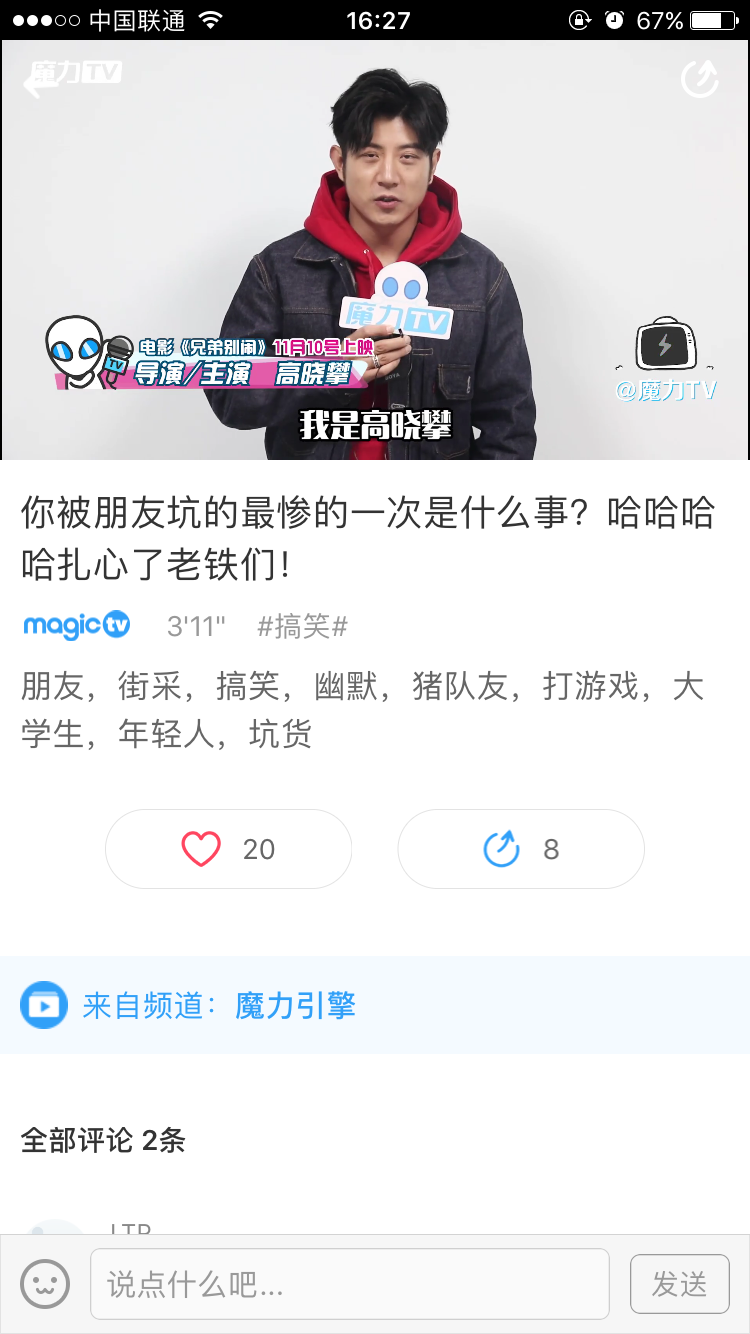 中国联通 16:27 67%
魔力TV
魔力TV
TV
电影《兄弟别闹》11月10号上映
导演/主演 高晓攀
@魔力TV
我是高晓攀
你被朋友坑的最惨的一次是什么事？哈哈哈
哈扎心了老铁们！
magictv 3'11" #搞笑#
朋友，街采，搞笑，幽默，猪队友，打游戏，大
学生，年轻人，坑货
20 8
来自频道：魔力引擎
全部评论 2条
LTP
说点什么吧... 发送